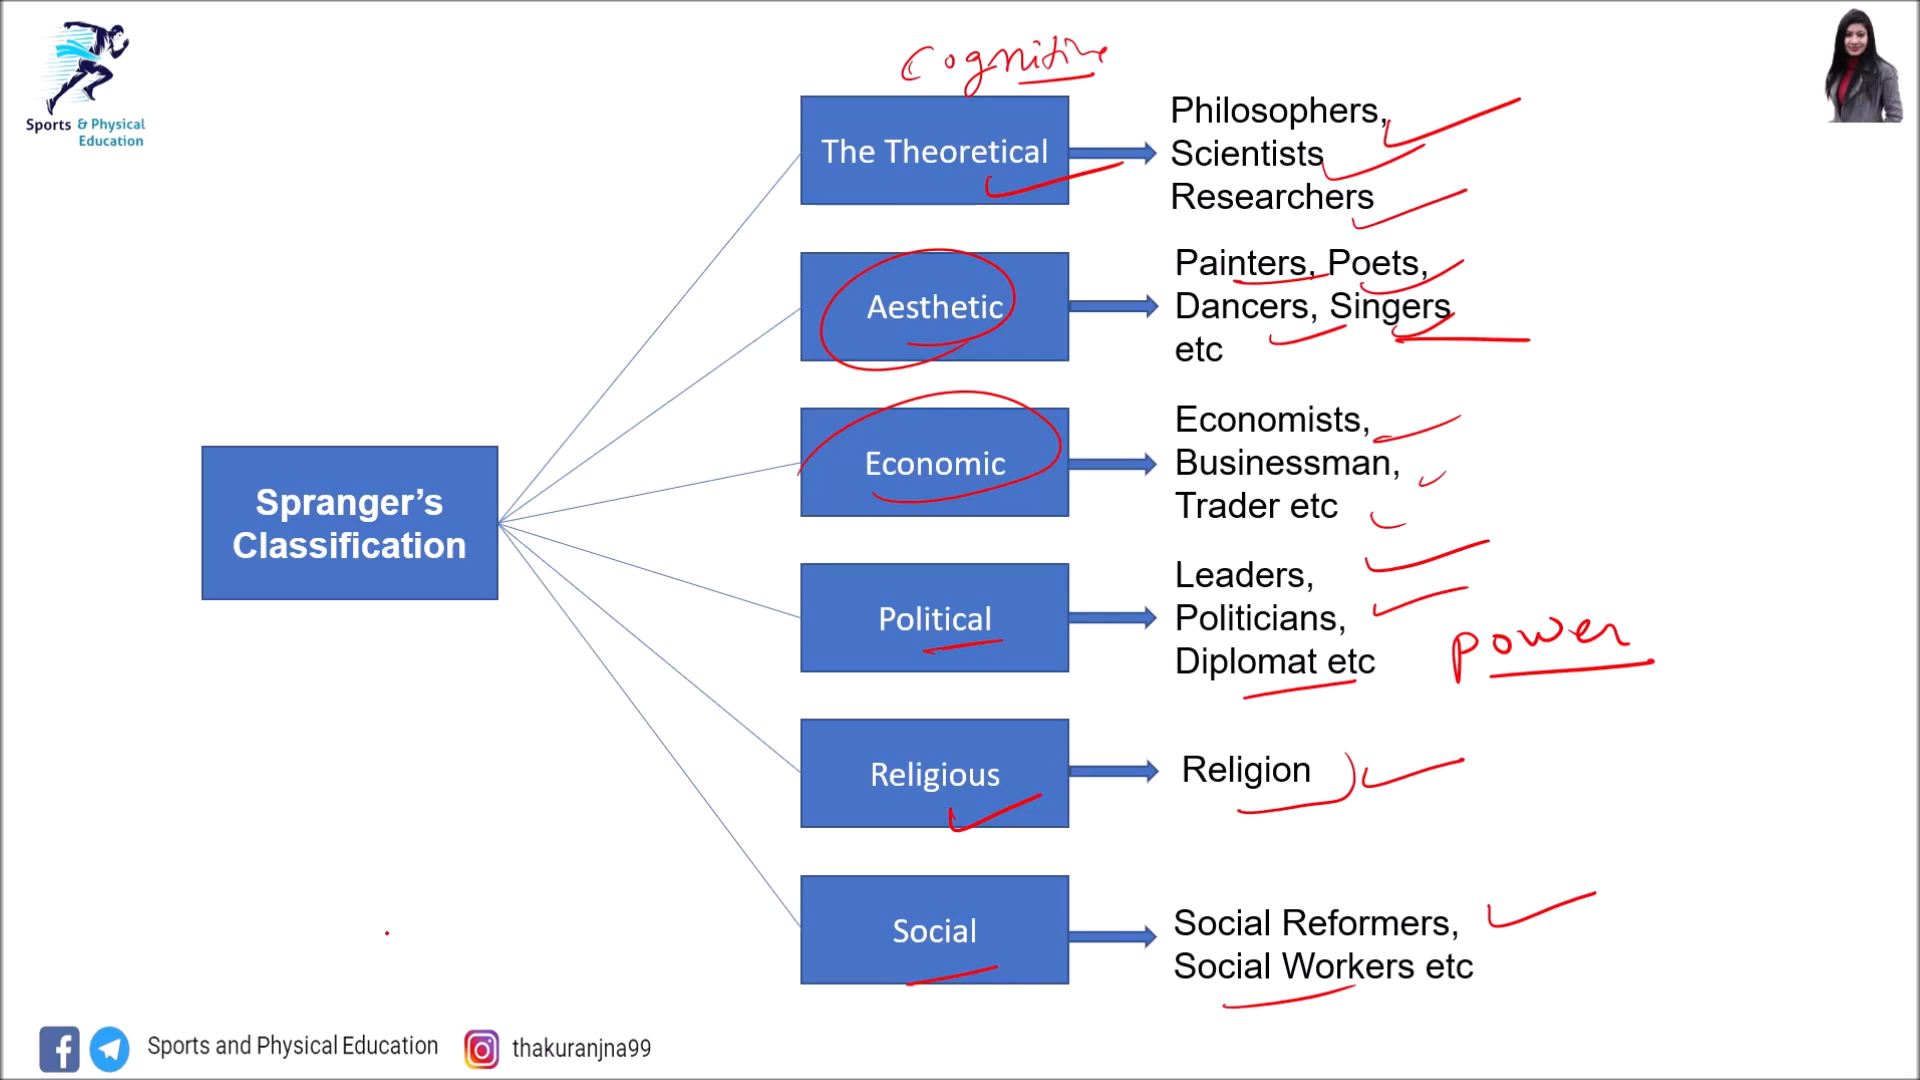 Sports & Physical
Education
Cognitive
The Theoretical
Philosophers,
Scientists
Researchers
Aesthetic
Painters, Poets,
Dancers, Singers
etc
Economic
Economists,
Businessman,
Trader etc
Spranger’s
Classification
Political
Leaders,
Politicians,
Diplomat etc
Power
Religious
Religion
Social
Social Reformers,
Social Workers etc
Sports and Physical Education
thakuranjna99